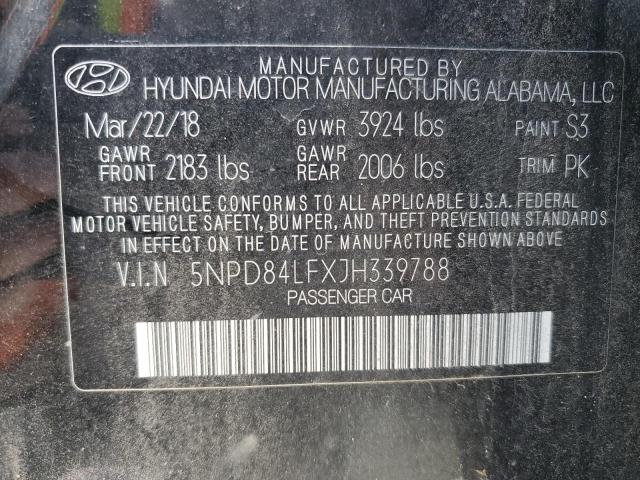 MANUFACTURED BY
HYUNDAI MOTOR MANUFACTURING ALABAMA, LLC
Mar/22/18 GVWR 3924 lbs PAINT S3
GAWR FRONT 2183 lbs GAWR REAR 2006 lbs TRIM PK
THIS VEHICLE CONFORMS TO ALL APPLICABLE U.S.A. FEDERAL
MOTOR VEHICLE SAFETY, BUMPER, AND THEFT PREVENTION STANDARDS
IN EFFECT ON THE DATE OF MANUFACTURE SHOWN ABOVE
V.I.N 5NPD84LFXJH339788
PASSENGER CAR